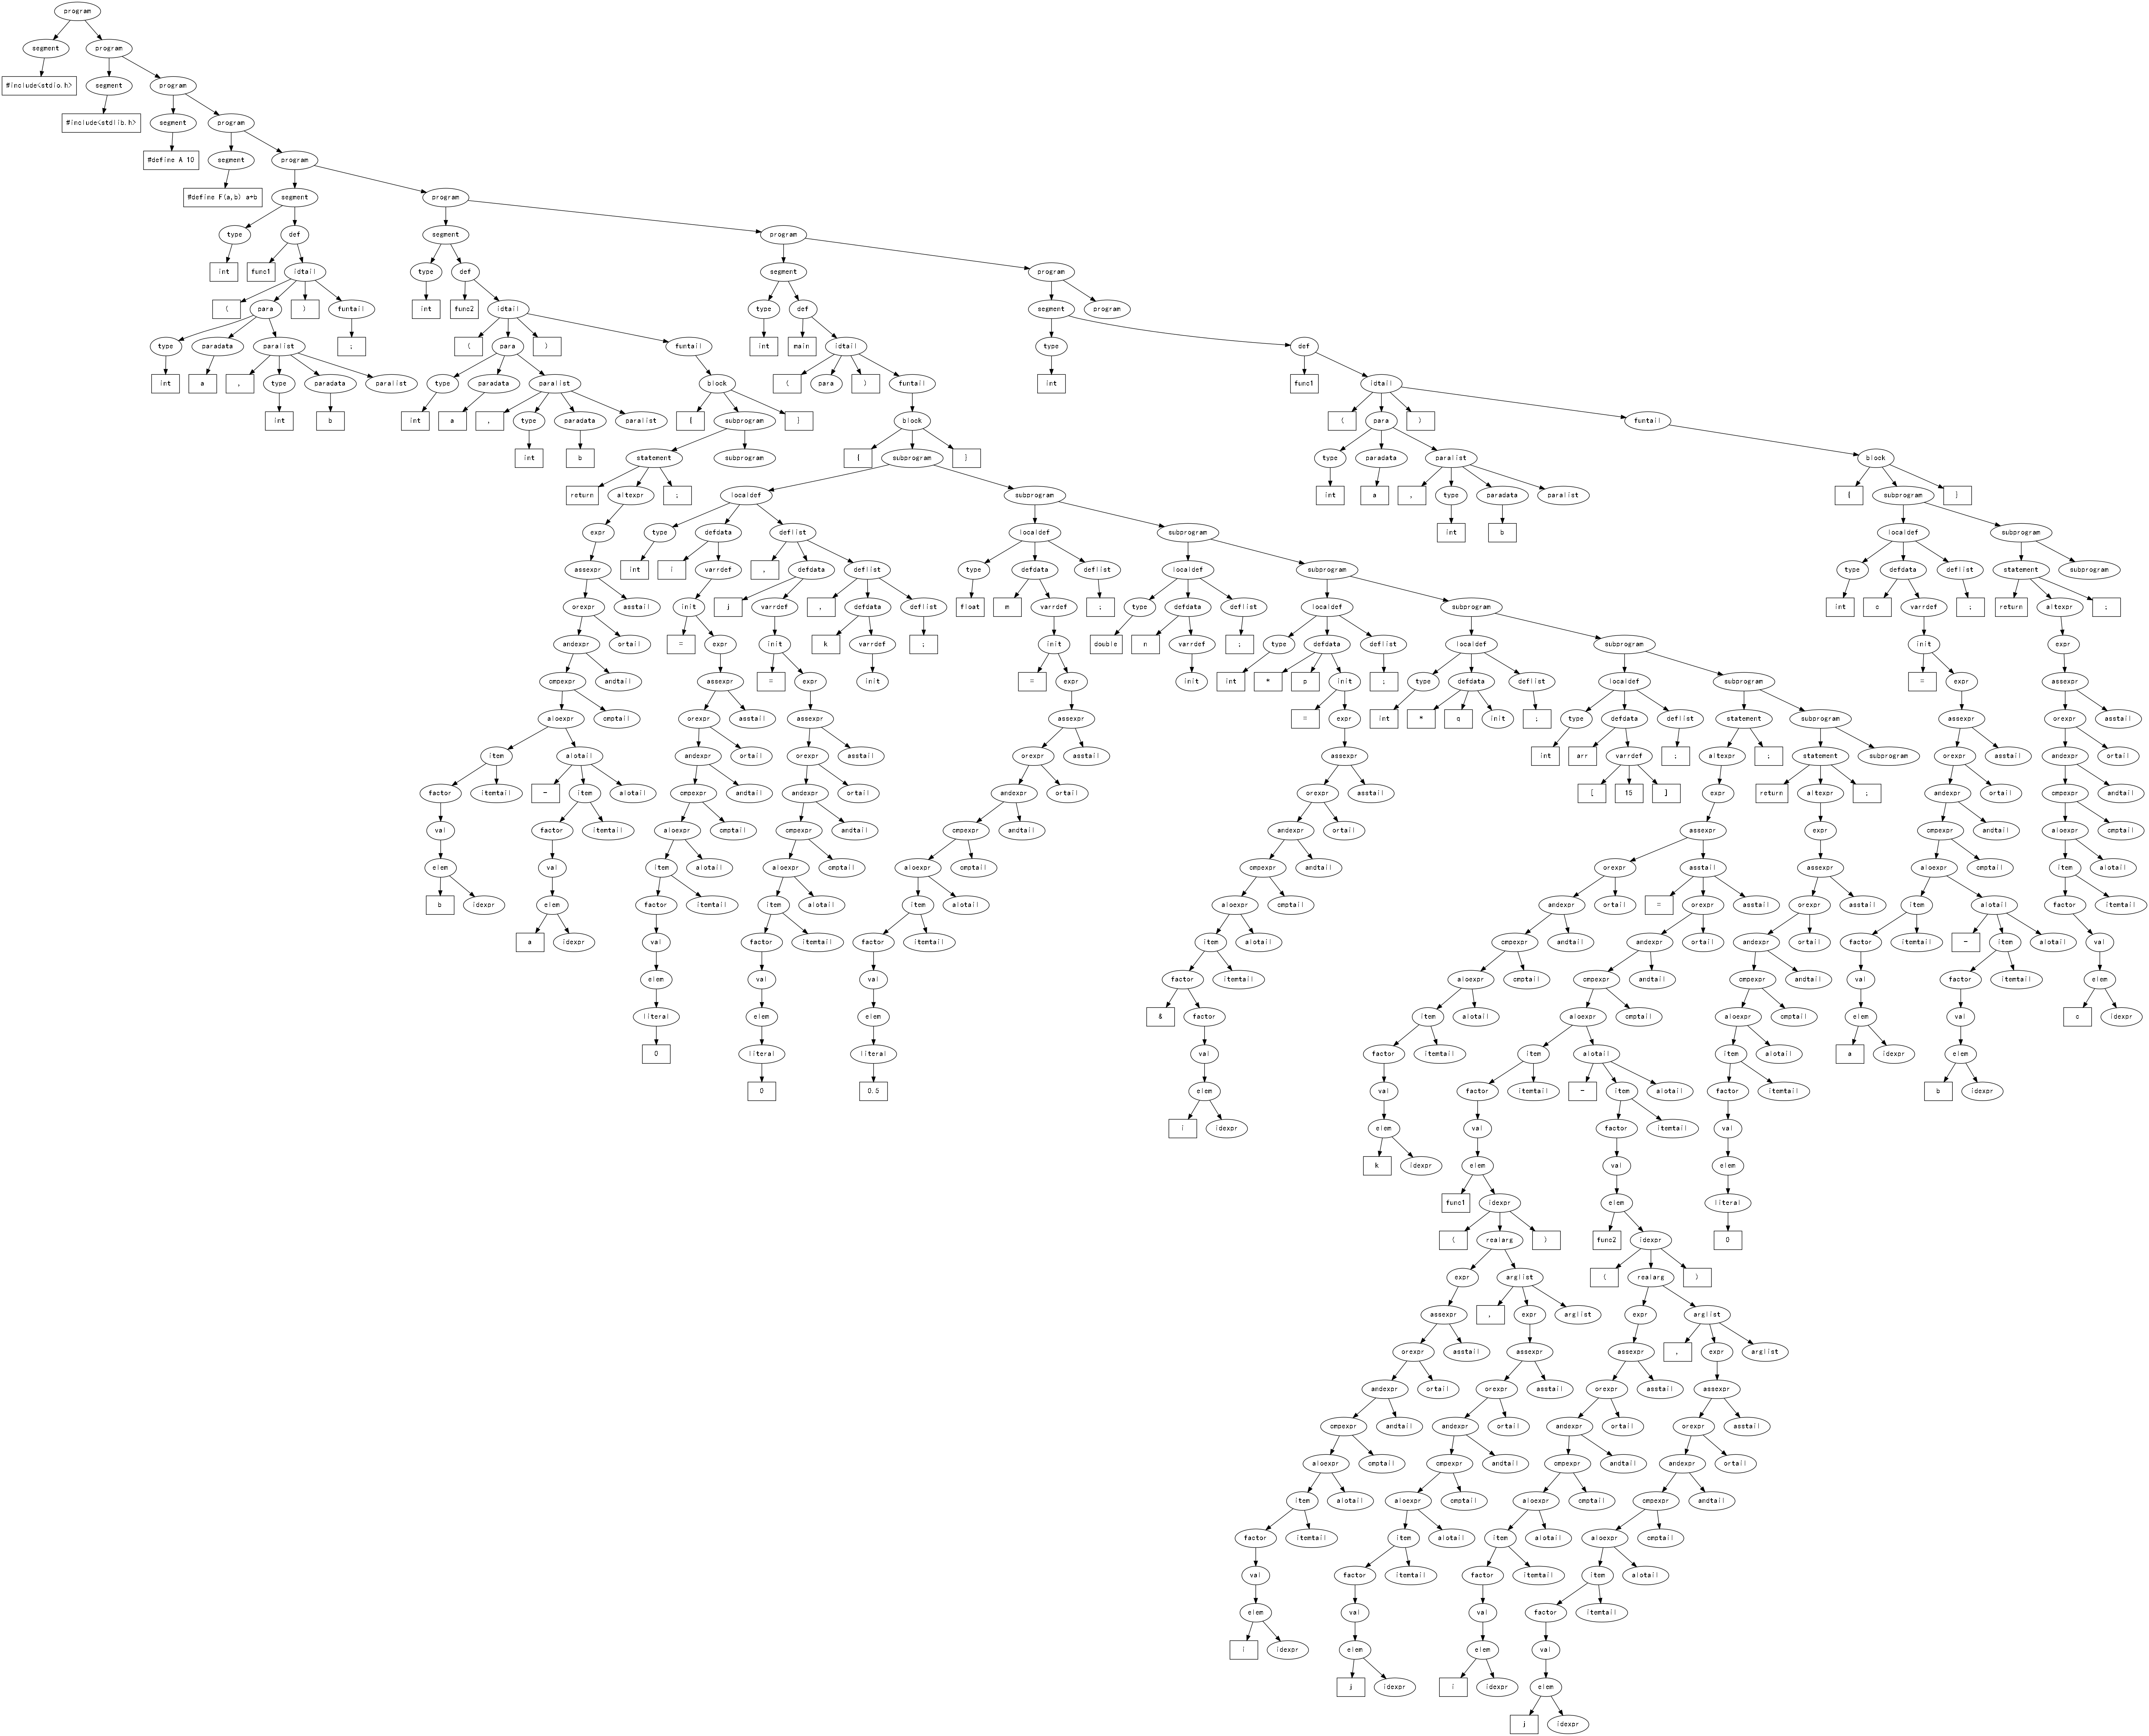 program
segment program
#include<stdio.h> segment program
#include<stdlib.h> segment program
#define A 10 segment program
#define F(a,b) a+b segment program
type def segment program
int func1 idtail type def segment program
( para ) funtail int func2 idtail type def segment program
type paradata paralist ; ( para ) funtail int main idtail type def
int a , type paradata paralist type paradata paralist block ( para ) funtail int func1 idtail
int b int a , type paradata paralist { subprogram } block ( para ) funtail
int b statement subprogram { subprogram } type paradata paralist block
return altexpr ; localdef subprogram int a , type paradata paralist { subprogram }
expr type defdata deflist localdef subprogram int b localdef subprogram
assexpr int i varrdef , defdata deflist type defdata deflist localdef subprogram type defdata deflist statement subprogram
orexpr asstail init j varrdef , defdata deflist float m varrdef ; type defdata deflist localdef subprogram int c varrdef ; return altexpr ;
andexpr ortail = expr init k varrdef ; init double n varrdef ; type defdata deflist localdef subprogram init expr
cmpexpr andtail assexpr = expr init = expr init int * p init ; type defdata deflist localdef subprogram = expr assexpr
aloexpr cmptail orexpr asstail assexpr assexpr = expr int * q init ; type defdata deflist statement subprogram assexpr orexpr asstail
item alotail andexpr ortail orexpr asstail orexpr asstail assexpr int arr varrdef ; altexpr ; statement subprogram orexpr asstail andexpr ortail
factor itemtail - item alotail cmpexpr andtail andexpr ortail andexpr ortail orexpr asstail [ 15 ] expr return altexpr ; andexpr ortail cmpexpr andtail
val factor itemtail aloexpr cmptail cmpexpr andtail cmpexpr andtail andexpr ortail assexpr expr cmpexpr andtail aloexpr cmptail
elem val item alotail aloexpr cmptail aloexpr cmptail cmpexpr andtail orexpr asstail assexpr aloexpr cmptail item alotail
b idexpr elem factor itemtail item alotail item alotail aloexpr cmptail andexpr ortail = orexpr asstail orexpr asstail item alotail factor itemtail
a idexpr val factor itemtail factor itemtail item alotail cmpexpr andtail andexpr ortail andexpr ortail factor itemtail - item alotail val
elem val val factor itemtail aloexpr cmptail cmpexpr andtail cmpexpr andtail val factor itemtail elem
literal elem elem & factor item alotail aloexpr cmptail aloexpr cmptail elem val c idexpr
0 literal literal val factor itemtail item alotail item alotail a idexpr elem
0 0.5 elem val factor itemtail - item alotail factor itemtail b idexpr
i idexpr elem val factor itemtail val
k idexpr elem val elem
func1 idexpr elem literal
( realarg ) func2 idexpr 0
expr arglist ( realarg )
assexpr , expr arglist expr arglist
orexpr asstail assexpr assexpr , expr arglist
andexpr ortail orexpr asstail orexpr asstail assexpr
cmpexpr andtail andexpr ortail andexpr ortail orexpr asstail
aloexpr cmptail cmpexpr andtail cmpexpr andtail andexpr ortail
item alotail aloexpr cmptail aloexpr cmptail cmpexpr andtail
factor itemtail item alotail item alotail aloexpr cmptail
val factor itemtail factor itemtail item alotail
elem val val factor itemtail
i idexpr elem elem val
j idexpr i idexpr elem
j idexpr